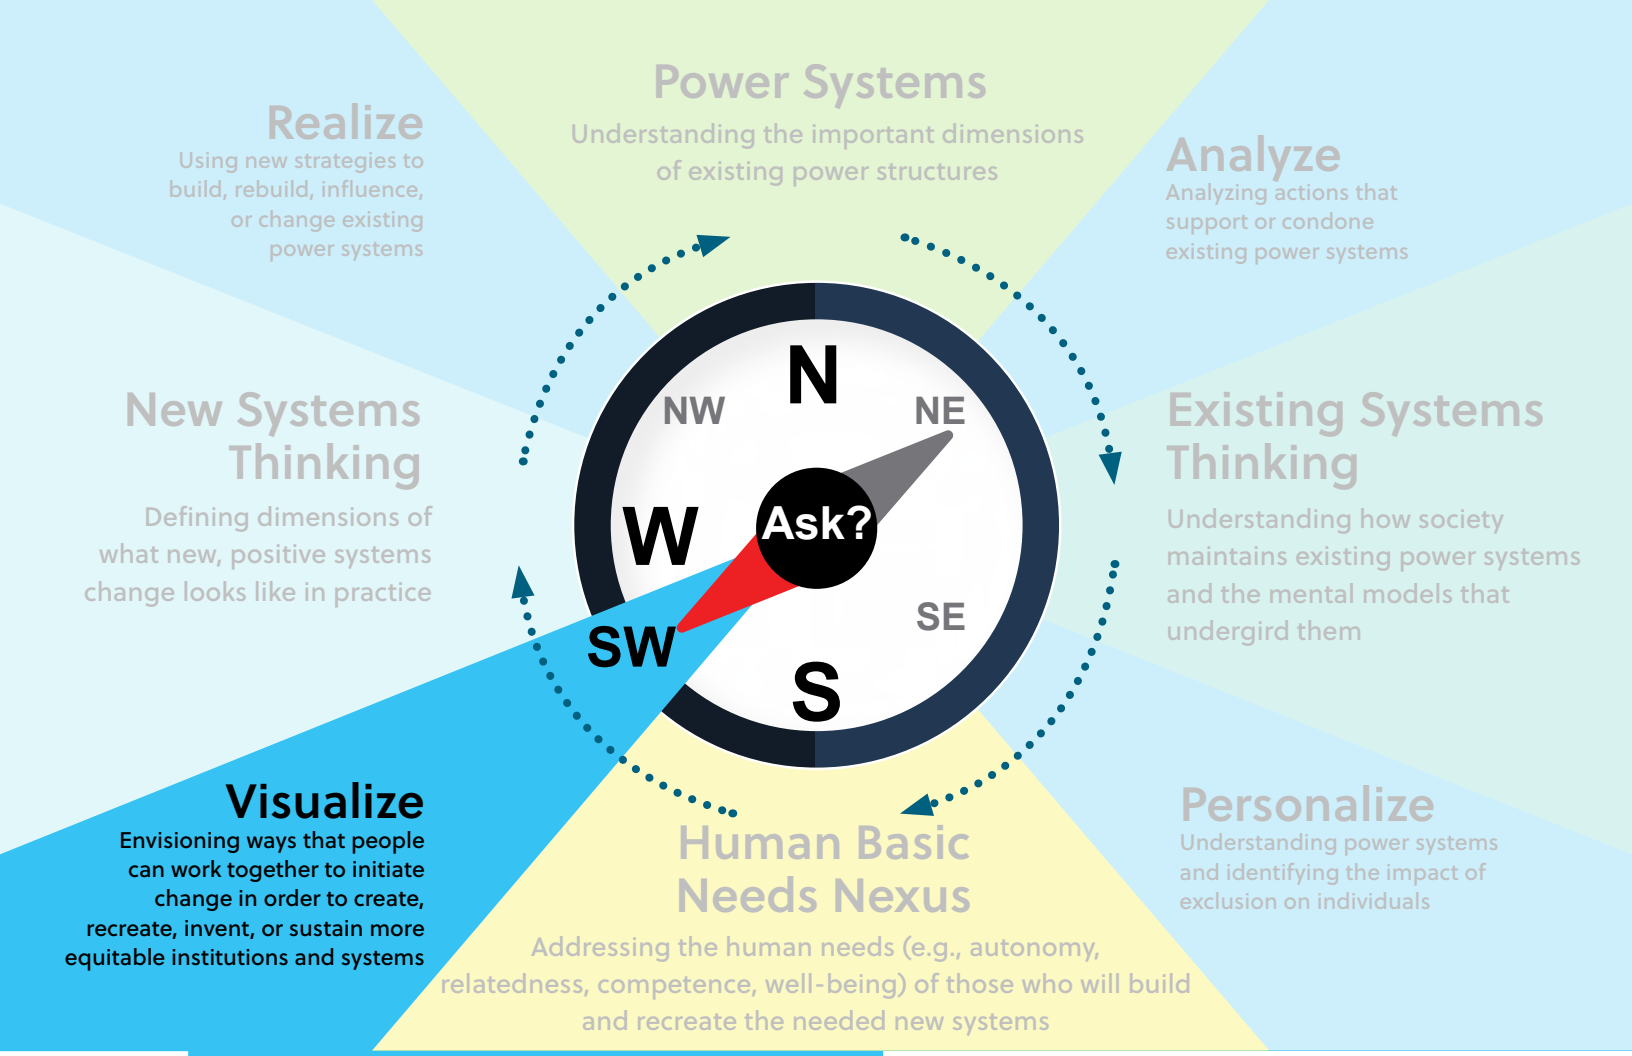 Power Systems
Understanding the important dimensions
of existing power structures
Realize
Using new strategies to
build, rebuild, influence,
or change existing
power systems
Analyze
Analyzing actions that
support or condone
existing power systems
New Systems
Thinking
Defining dimensions of
what new, positive systems
change looks like in practice
N
NW
NE
W
Ask?
SW
SE
S
Existing Systems
Thinking
Understanding how society
maintains existing power systems
and the mental models that
undergird them
Visualize
Envisioning ways that people
can work together to initiate
change in order to create,
recreate, invent, or sustain more
equitable institutions and systems
Human Basic
Needs Nexus
Addressing the human needs (e.g., autonomy,
relatedness, competence, well-being) of those who will build
and recreate the needed new systems
Personalize
Understanding power systems
and identifying the impact of
exclusion on individuals